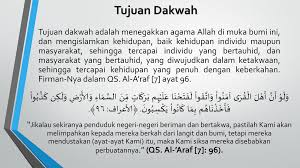 Tujuan Dakwah
Tujuan dakwah adalah menegakkan agama Allah di muka bumi ini,
dan mengislamkan kehidupan, baik kehidupan individu maupun
masyarakat, sehingga tercapai individu yang bertauhid, dan
masyarakat yang bertauhid, yang diwujudkan dalam ketakwaan,
sehingga tercapai kehidupan yang penuh dengan keberkahan.
Firman-Nya dalam QS. Al-A'raf [7] ayat 96.
وَلَوْ أَنَّ أَهْلَ الْقُرَىٰ آمَنُوا وَاتَّقَوْا لَفَتَحْنَا عَلَيْهِم بَرَكَاتٍ مِّنَ السَّمَاءِ وَالْأَرْضِ وَلَٰكِن كَذَّبُوا
فَأَخَذْنَاهُم بِمَا كَانُوا يَكْسِبُونَ (الأعراف: ٩٦)
"Jikalau sekiranya penduduk negeri-negeri beriman dan bertakwa, pastilah Kami akan
melimpahkan kepada mereka berkah dari langit dan bumi, tetapi mereka
mendustakan (ayat-ayat Kami) itu, maka Kami siksa mereka disebabkan
perbuatannya." (QS. Al-'Araf [7]: 96).